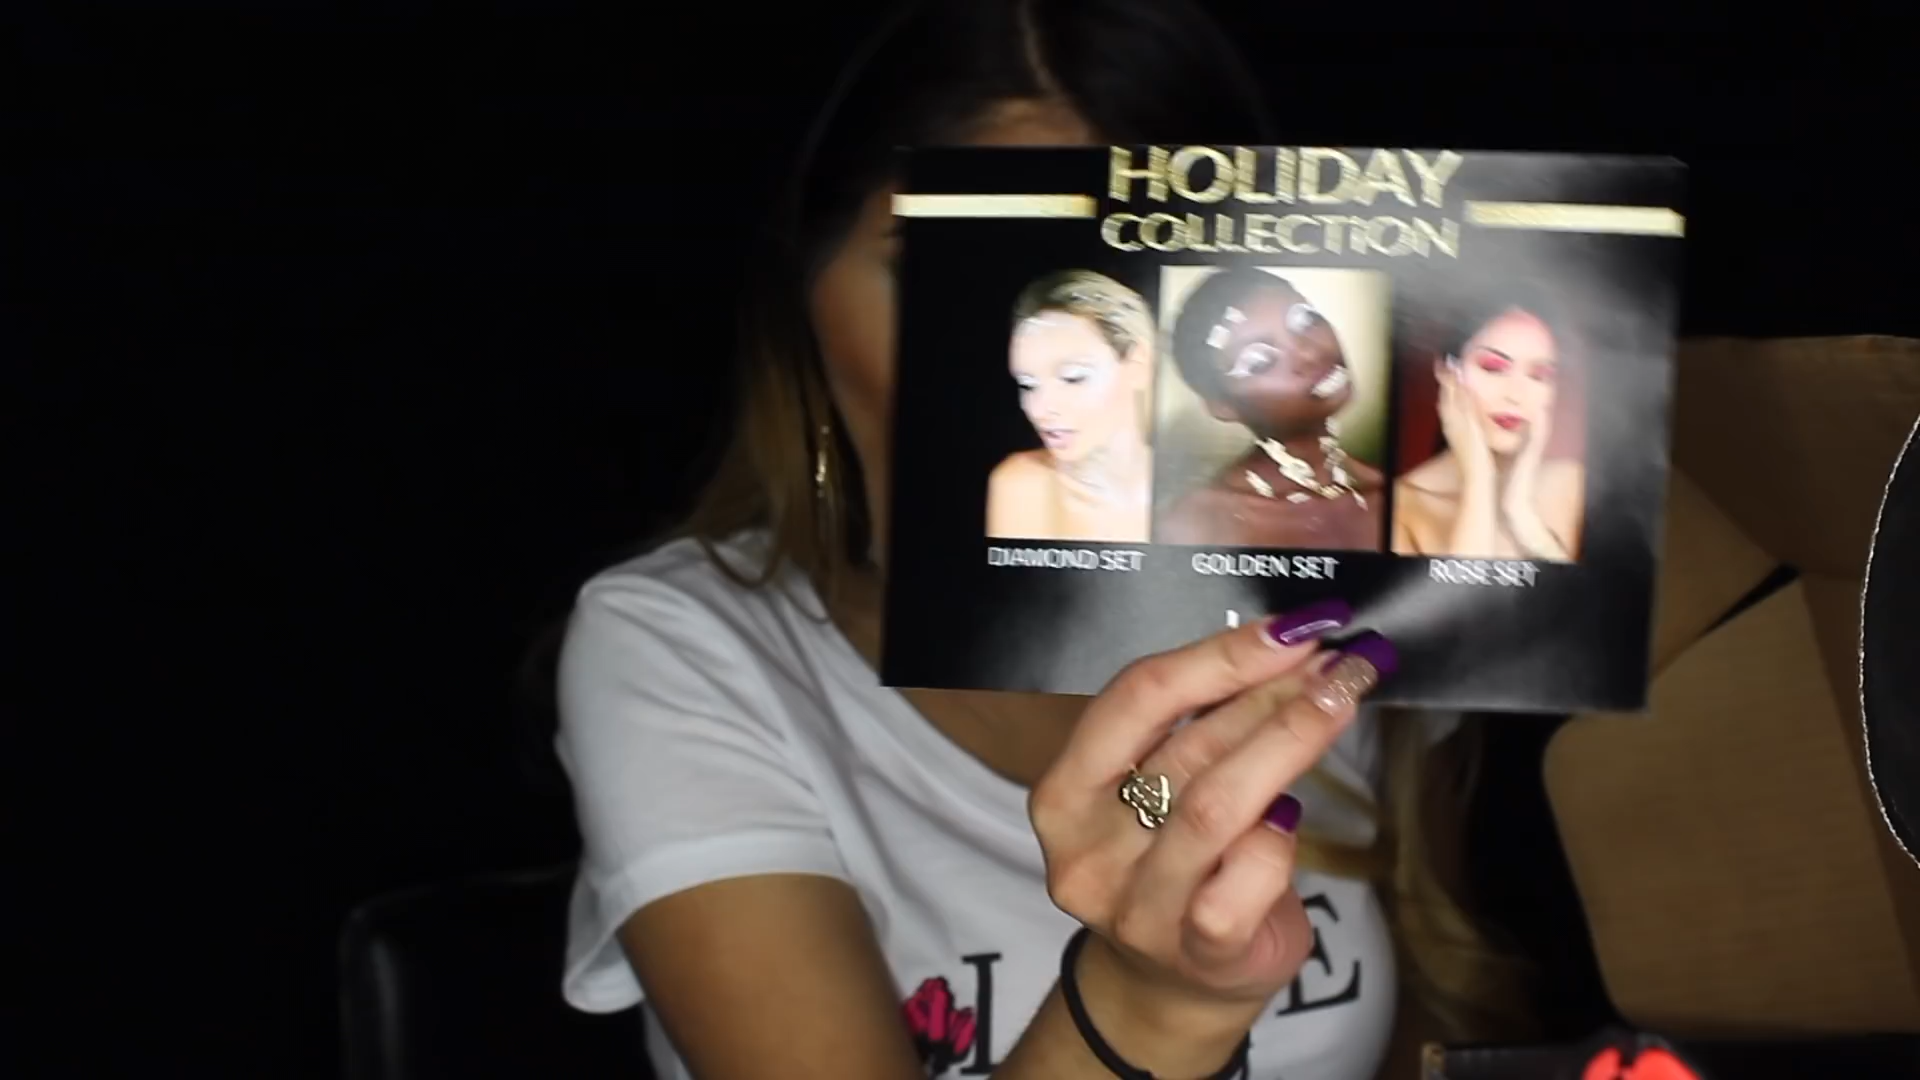 HOLIDAY
COLLECTION
DIAMOND SET
GOLDEN SET
ROSE SET